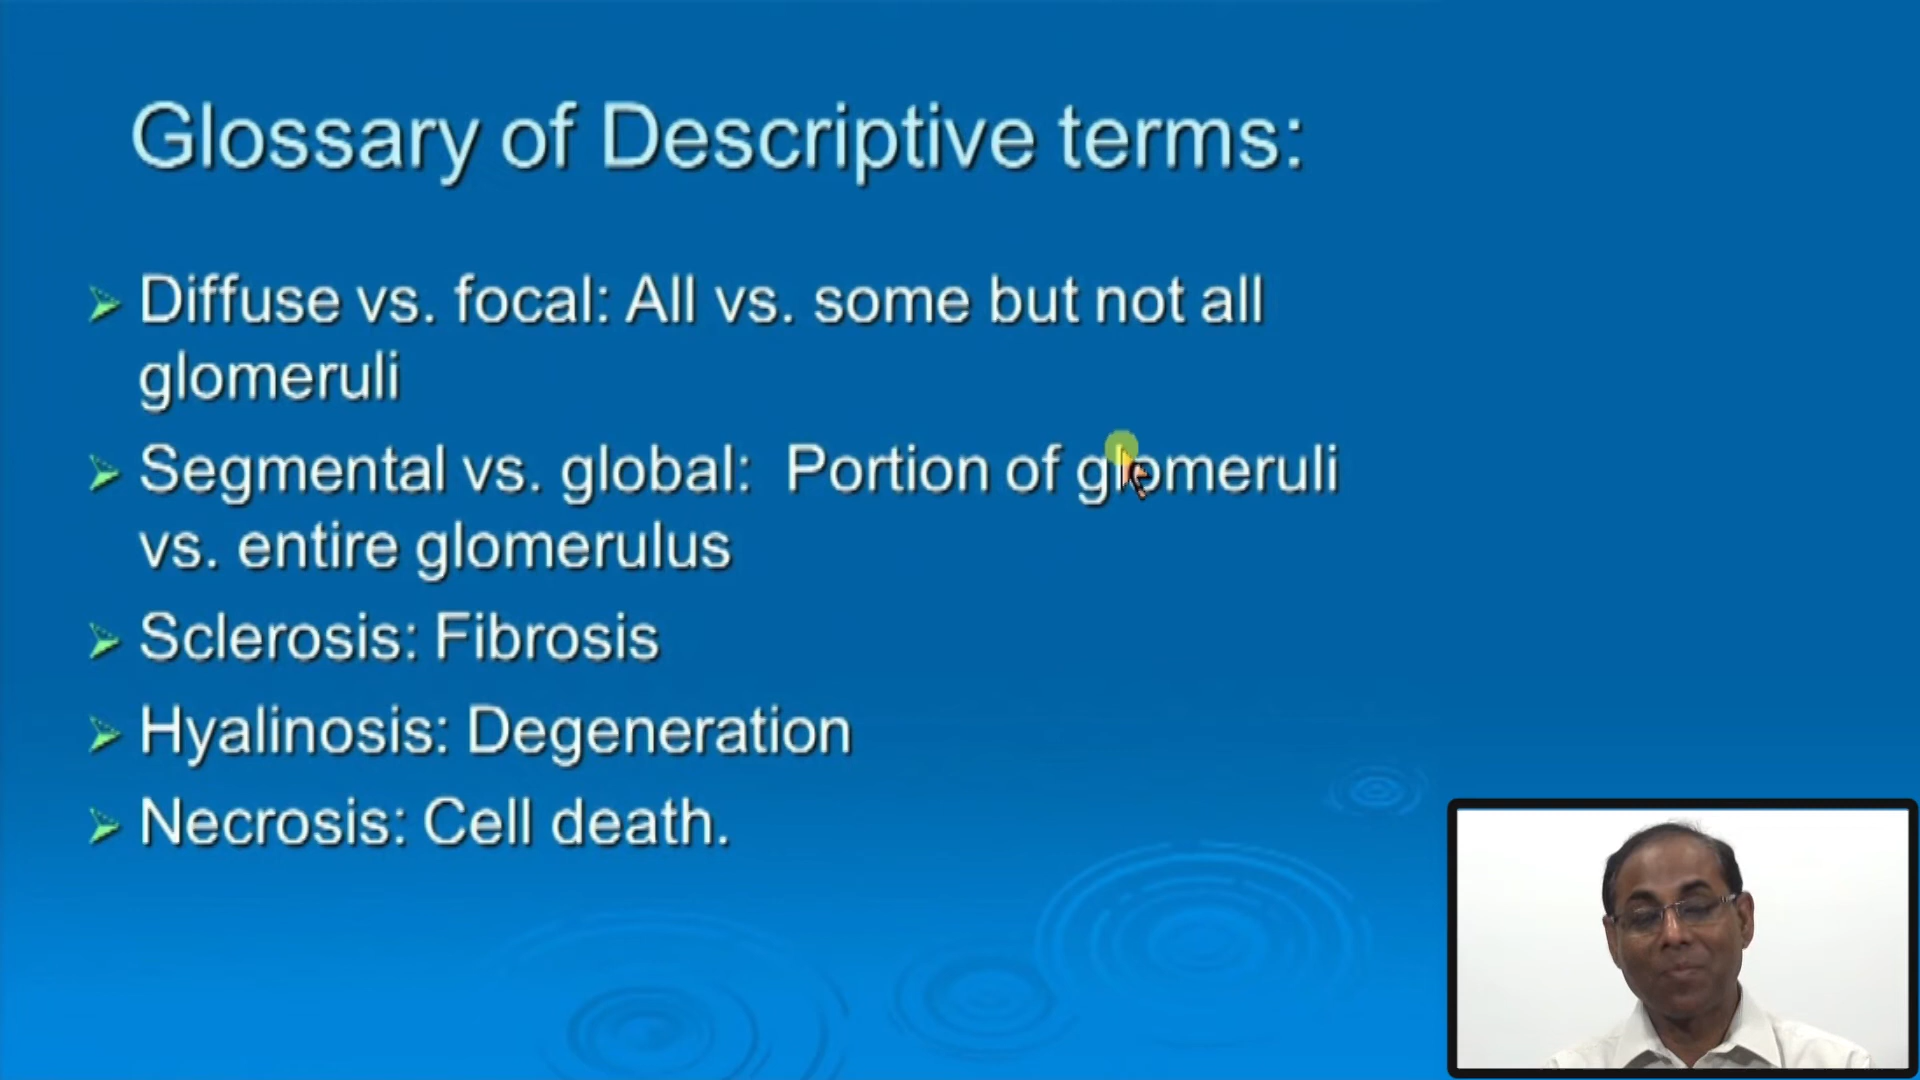 Glossary of Descriptive terms:
Diffuse vs. focal: All vs. some but not all
glomeruli
Segmental vs. global: Portion of glomeruli
vs. entire glomerulus
Sclerosis: Fibrosis
Hyalinosis: Degeneration
Necrosis: Cell death.